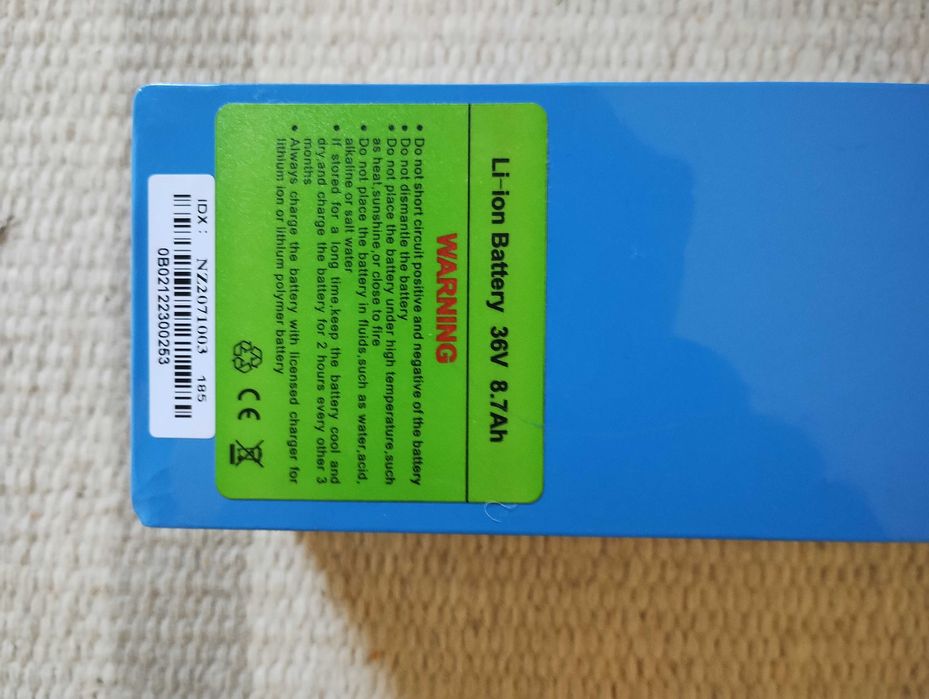 Li-ion Battery 36V 8.7Ah
WARNING
• Do not short circuit positive and negative of the battery
• Do not dismantle the battery
• Do not place the battery under high temperature,such
as heat,sunshine,or close to fire
• Do not place the battery in fluids,such as water,acid,
alkaline or salt water
• If stored for a long time,keep the battery cool and
dry,and charge the battery for 2 hours every other 3
months
• Always charge the battery with licensed charger for
lithium ion or lithium polymer battery
CE
IDX: NZ2071003 185
0B02122300253